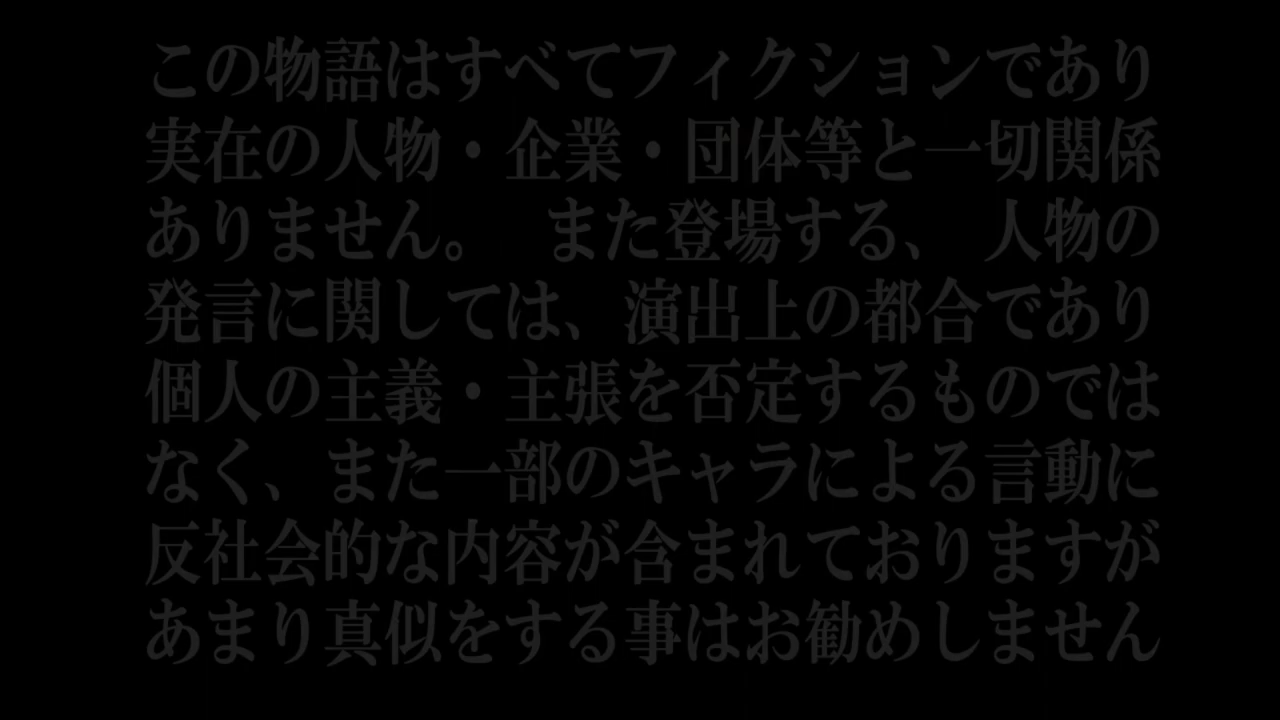 この物語はすべてフィクションであり
実在の人物・企業・団体等と一切関係
ありません。 また登場する、 人物の
発言に関しては、演出上の都合であり
個人の主義・主張を否定するものでは
なく、また一部のキャラによる言動に
反社会的な内容が含まれておりますが
あまり真似をする事はお勧めしません